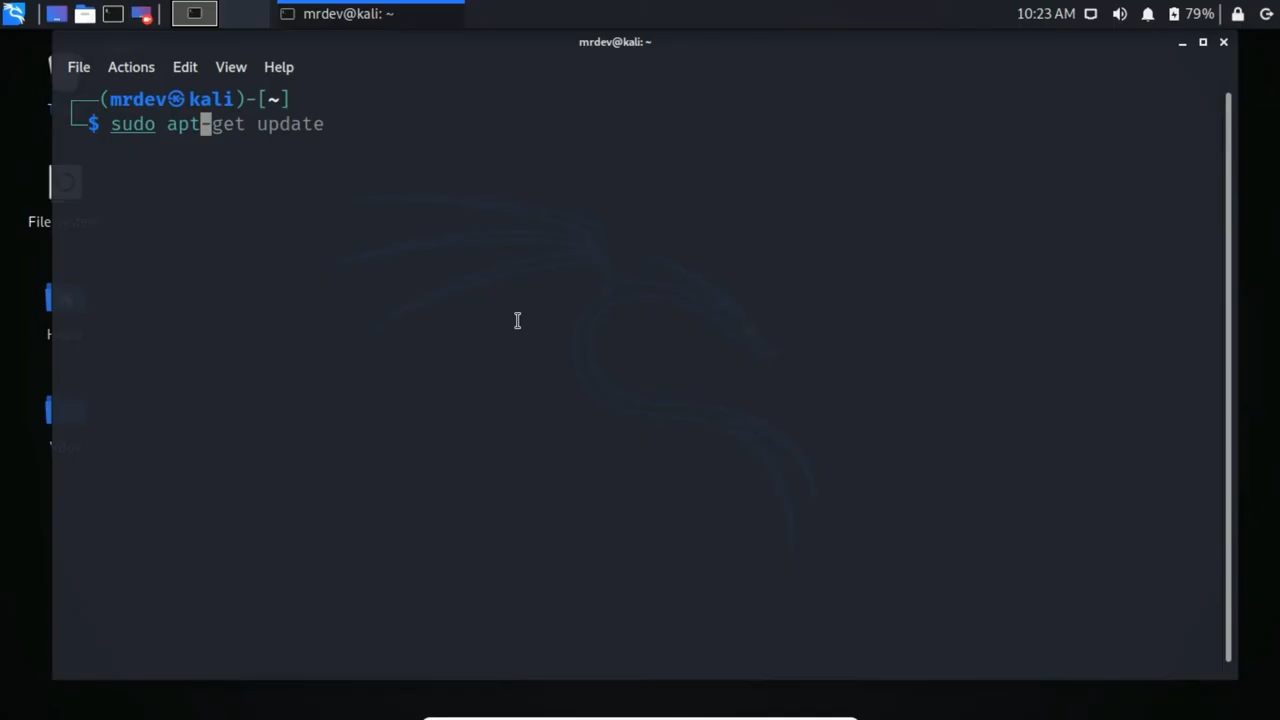 mrdev@kali: ~
10:23 AM
79%
mrdev@kali: ~
File Actions Edit View Help
(mrdev㉿kali)-[~]
$ sudo apt-get update
File System